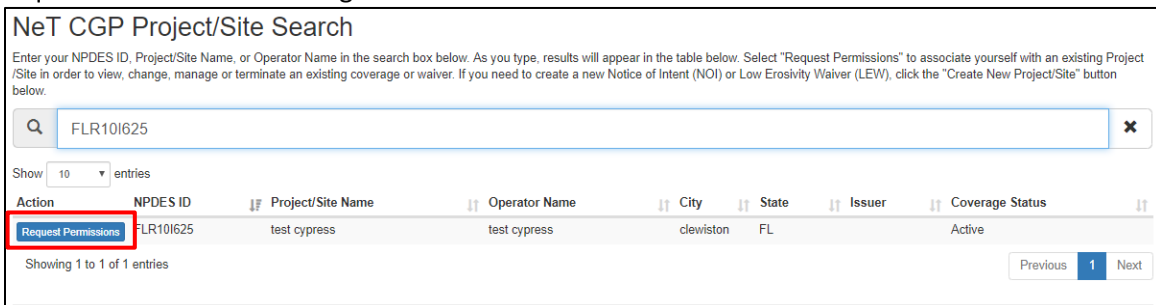 NeT CGP Project/Site Search
Enter your NPDES ID, Project/Site Name, or Operator Name in the search box below. As you type, results will appear in the table below. Select "Request Permissions" to associate yourself with an existing Project
/Site in order to view, change, manage or terminate an existing coverage or waiver. If you need to create a new Notice of Intent (NOI) or Low Erosivity Waiver (LEW), click the "Create New Project/Site" button
below.
FLR10I625
Show 10 entries
Action NPDES ID Project/Site Name Operator Name City State Issuer Coverage Status
Request Permissions FLR10I625 test cypress test cypress clewiston FL Active
Showing 1 to 1 of 1 entries Previous 1 Next